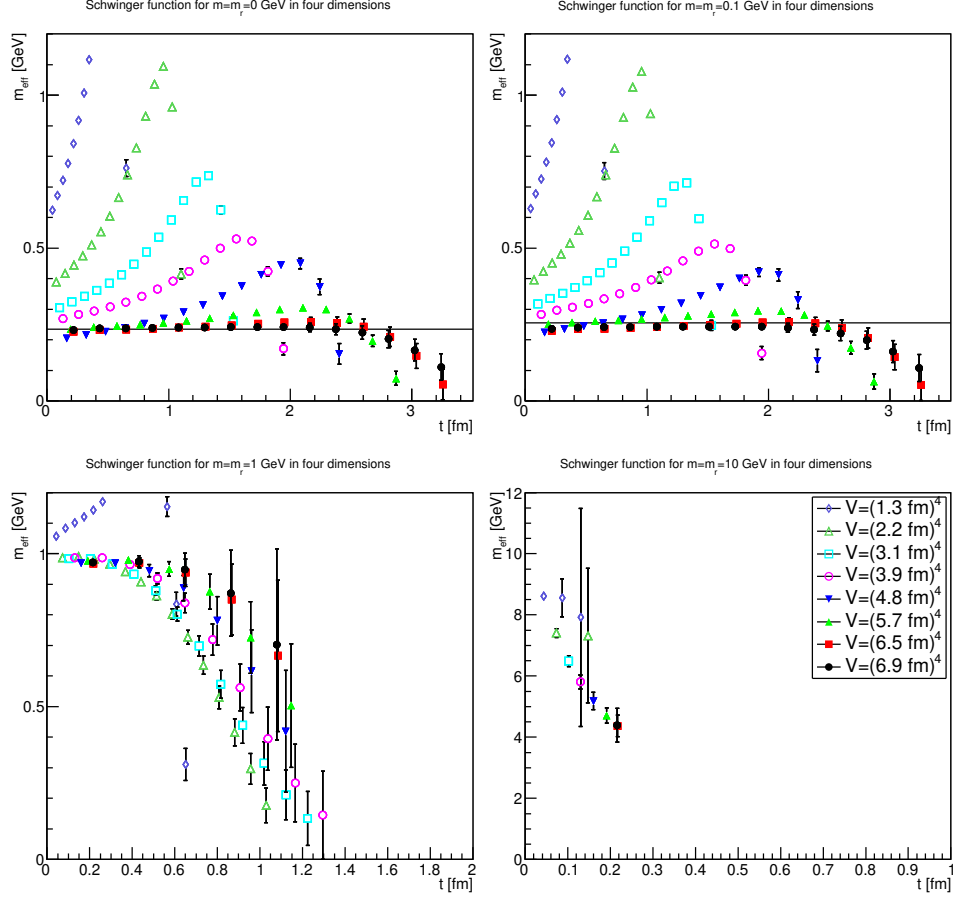 Schwinger function for m=m_r=0 GeV in four dimensions
m_eff [GeV]
1
0.5
0
0 1 2 3
t [fm]
Schwinger function for m=m_r=0.1 GeV in four dimensions
m_eff [GeV]
1
0.5
0
0 1 2 3
t [fm]
Schwinger function for m=m_r=1 GeV in four dimensions
m_eff [GeV]
1
0.5
0
0 0.2 0.4 0.6 0.8 1 1.2 1.4 1.6 1.8 2
t [fm]
Schwinger function for m=m_r=10 GeV in four dimensions
m_eff [GeV]
12
10
8
6
4
2
0
0 0.1 0.2 0.3 0.4 0.5 0.6 0.7 0.8 0.9 1
t [fm]
V=(1.3 fm)^4
V=(2.2 fm)^4
V=(3.1 fm)^4
V=(3.9 fm)^4
V=(4.8 fm)^4
V=(5.7 fm)^4
V=(6.5 fm)^4
V=(6.9 fm)^4